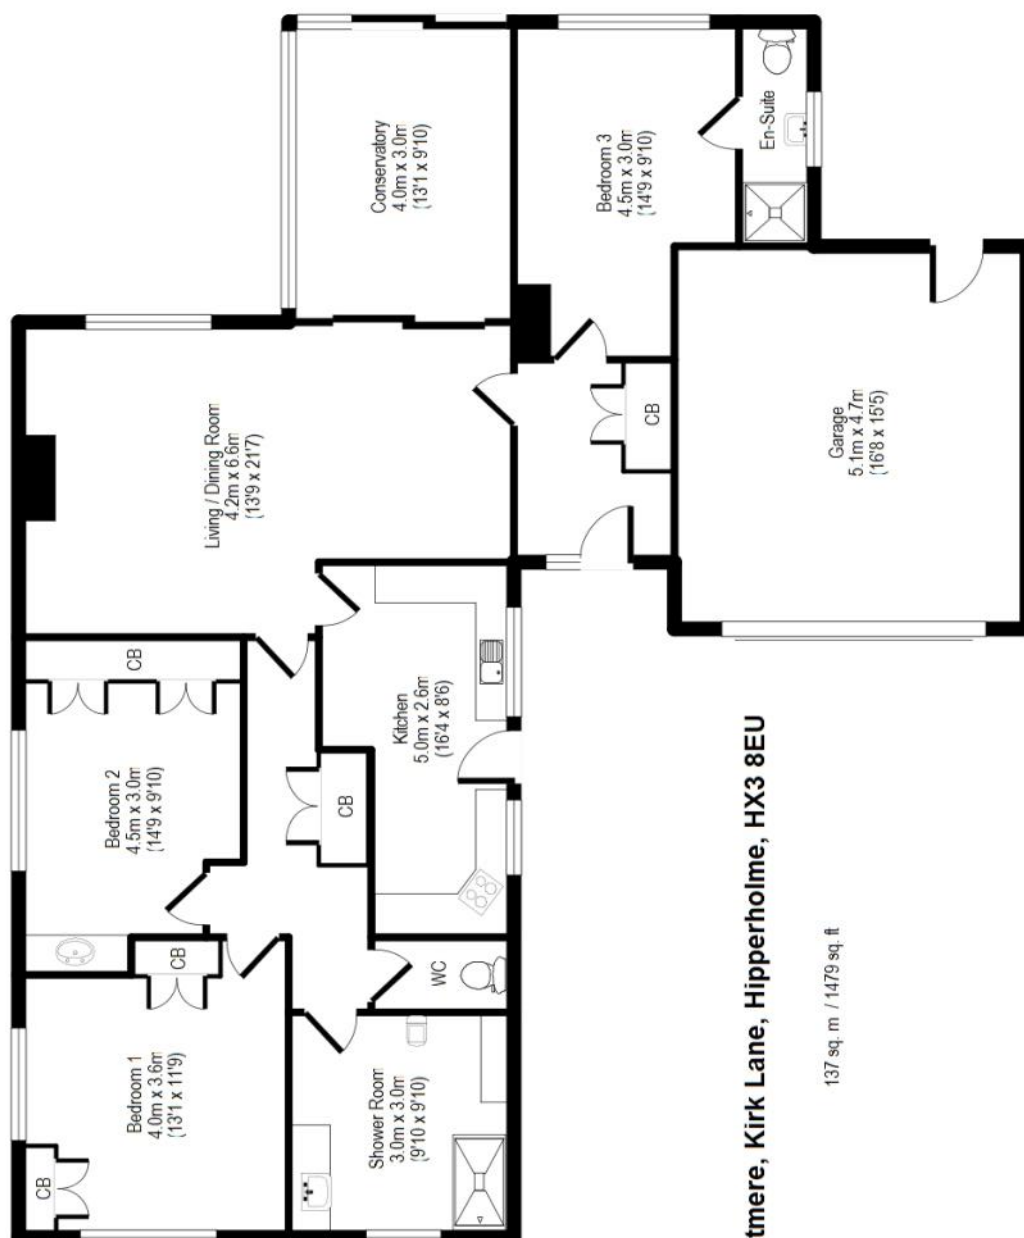 Conservatory
4.0m x 3.0m
(13'1 x 9'10)
Bedroom 3
4.5m x 3.0m
(14'9 x 9'10)
En-Suite
Living / Dining Room
4.2m x 6.6m
(13'9 x 21'7)
CB
Garage
5.1m x 4.7m
(16'8 x 15'5)
CB
Bedroom 2
4.5m x 3.0m
(14'9 x 9'10)
CB
Kitchen
5.0m x 2.6m
(16'4 x 8'6)
CB
WC
Bedroom 1
4.0m x 3.6m
(13'1 x 11'9)
CB
Shower Room
3.0m x 3.0m
(9'10 x 9'10)
tmere, Kirk Lane, Hipperholme, HX3 8EU
137 sq. m / 1479 sq. ft